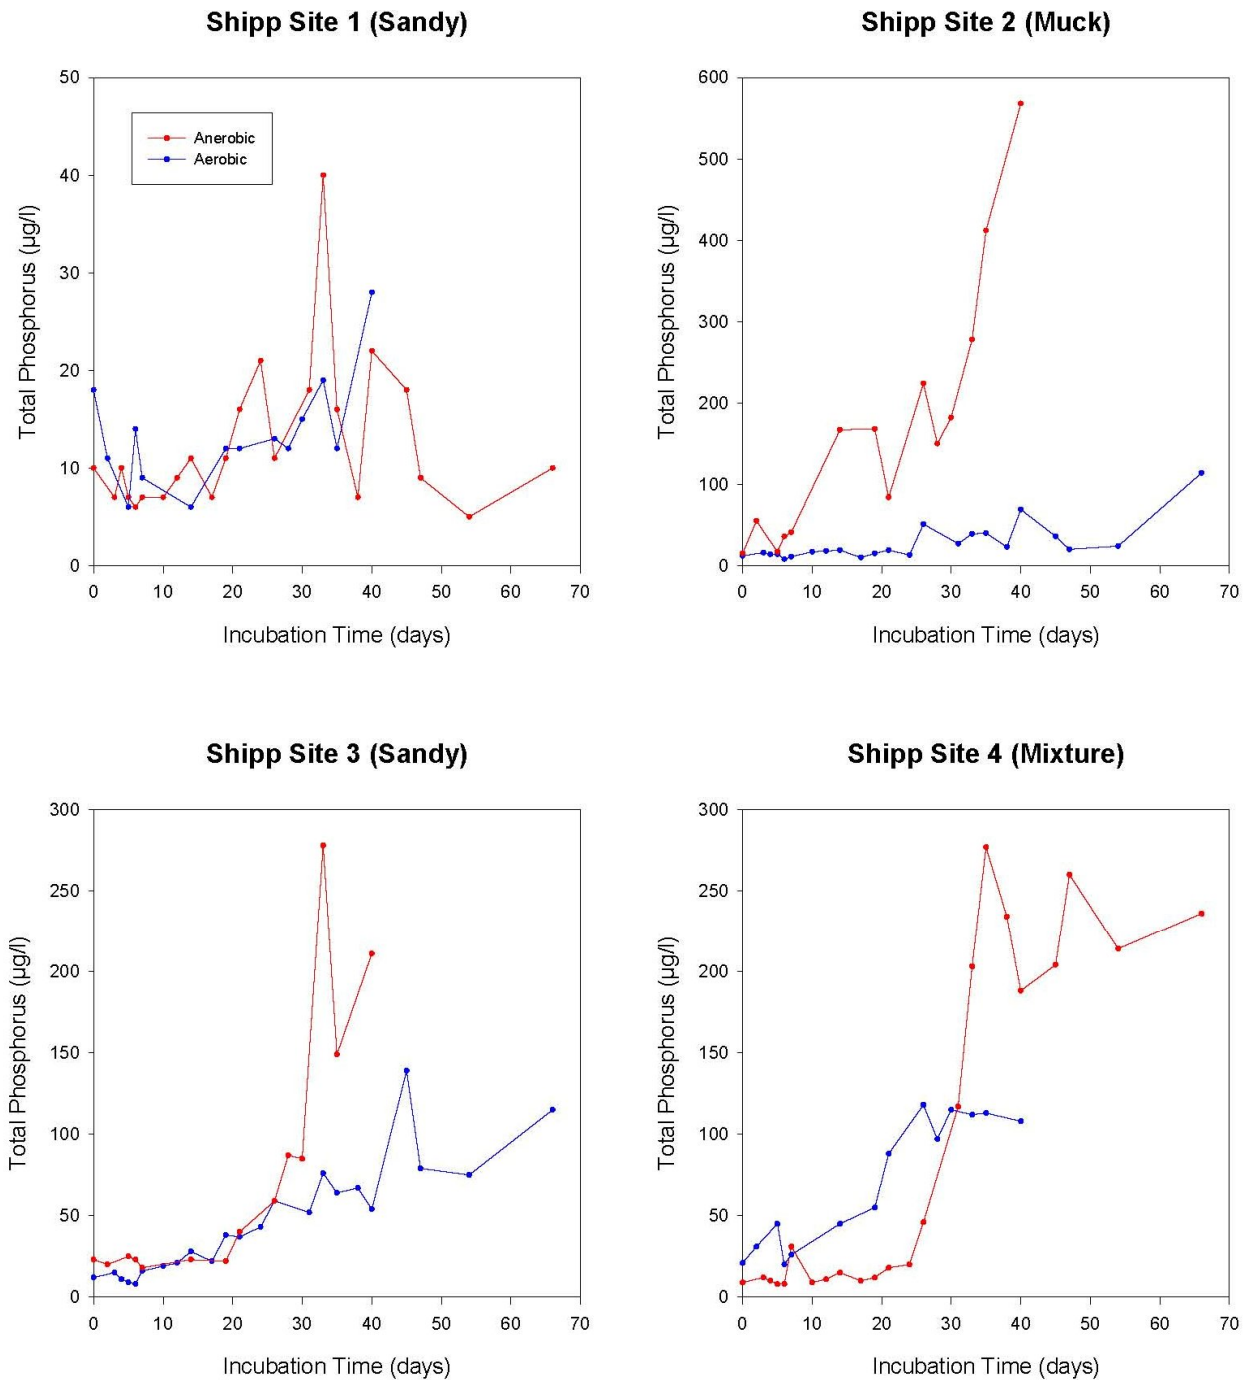 Shipp Site 1 (Sandy)
50
40
30
20
10
0
Total Phosphorus (µg/l)
Anerobic
Aerobic
0 10 20 30 40 50 60 70
Incubation Time (days)
Shipp Site 2 (Muck)
600
500
400
300
200
100
0
Total Phosphorus (µg/l)
0 10 20 30 40 50 60 70
Incubation Time (days)
Shipp Site 3 (Sandy)
300
250
200
150
100
50
0
Total Phosphorus (µg/l)
0 10 20 30 40 50 60 70
Incubation Time (days)
Shipp Site 4 (Mixture)
300
250
200
150
100
50
0
Total Phosphorus (µg/l)
0 10 20 30 40 50 60 70
Incubation Time (days)